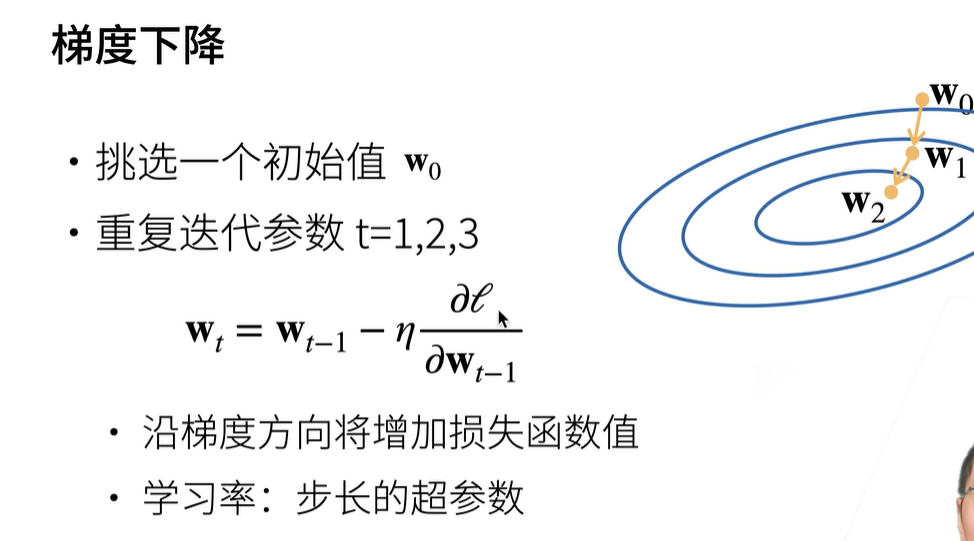 梯度下降
• 挑选一个初始值 𝐰₀
• 重复迭代参数 t=1,2,3
𝐰ₜ = 𝐰ₜ₋₁ − η ∂ℓ/∂𝐰ₜ₋₁
• 沿梯度方向将增加损失函数值
• 学习率：步长的超参数
𝐰₀
𝐰₁
𝐰₂